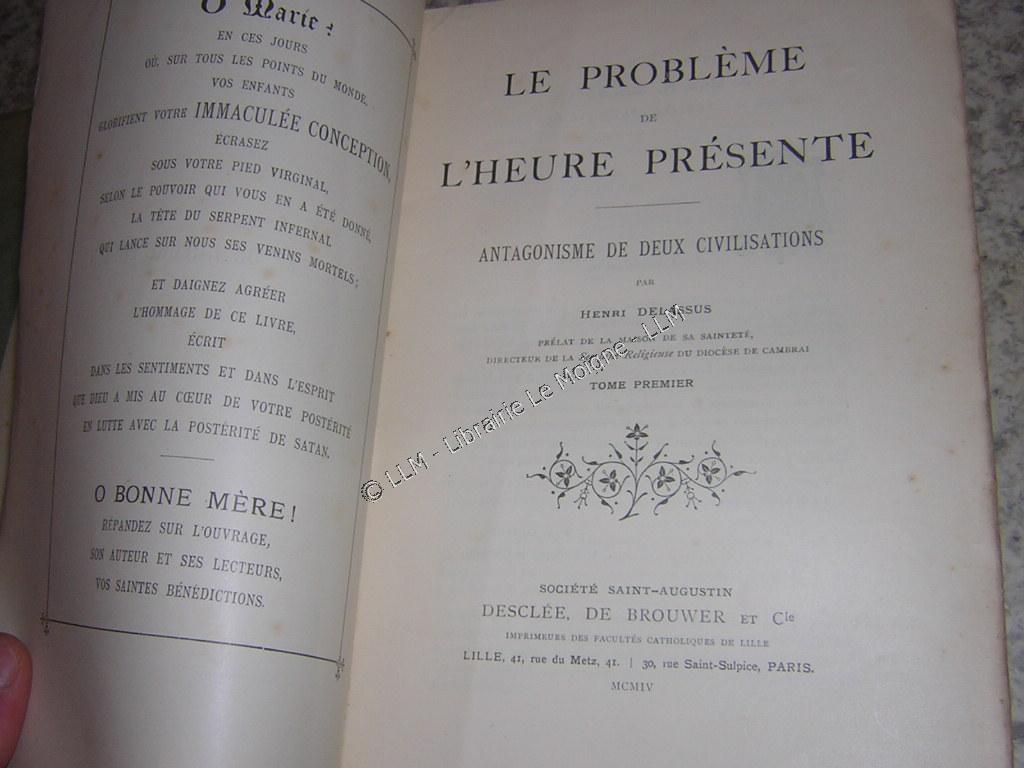 O Marie !
EN CES JOURS
OÙ, SUR TOUS LES POINTS DU MONDE,
VOS ENFANTS
GLORIFIENT VOTRE IMMACULÉE CONCEPTION,
ÉCRASEZ
SOUS VOTRE PIED VIRGINAL,
SELON LE POUVOIR QUI VOUS EN A ÉTÉ DONNÉ,
LA TÊTE DU SERPENT INFERNAL
QUI LANCE SUR NOUS SES VENINS MORTELS ;
ET DAIGNEZ AGRÉER
L'HOMMAGE DE CE LIVRE,
ÉCRIT
DANS LES SENTIMENTS ET DANS L'ESPRIT
QUE DIEU A MIS AU CŒUR DE VOTRE POSTÉRITÉ
EN LUTTE AVEC LA POSTÉRITÉ DE SATAN.
O BONNE MÈRE !
RÉPANDEZ SUR L'OUVRAGE,
SON AUTEUR ET SES LECTEURS,
VOS SAINTES BÉNÉDICTIONS.
LE PROBLÈME
DE
L'HEURE PRÉSENTE
ANTAGONISME DE DEUX CIVILISATIONS
PAR
HENRI DELASSUS
PRÉLAT DE LA MAISON DE SA SAINTETÉ,
DIRECTEUR DE LA Religieuse DU DIOCÈSE DE CAMBRAI
TOME PREMIER
SOCIÉTÉ SAINT-AUGUSTIN
DESCLÉE, DE BROUWER ET Cie
IMPRIMEURS DES FACULTÉS CATHOLIQUES DE LILLE
LILLE, 41, rue du Metz, 41. | 30, rue Saint-Sulpice, PARIS.
MCMIV
© LLM - Librairie Le Moigne - LLM